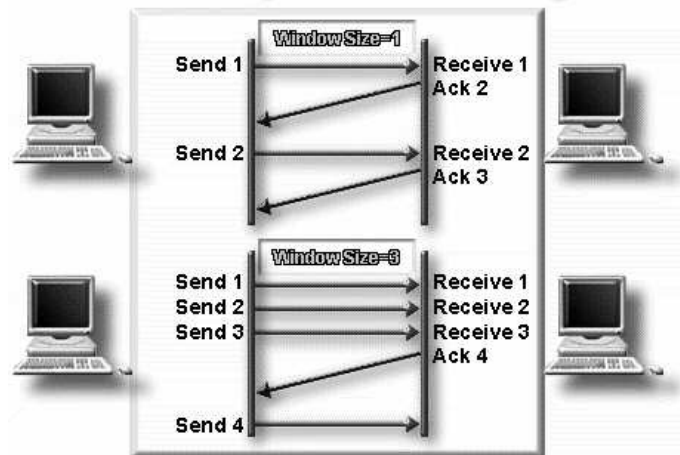 Window Size=1
Send 1 Receive 1
Ack 2
Send 2 Receive 2
Ack 3
Window Size=3
Send 1 Receive 1
Send 2 Receive 2
Send 3 Receive 3
Ack 4
Send 4